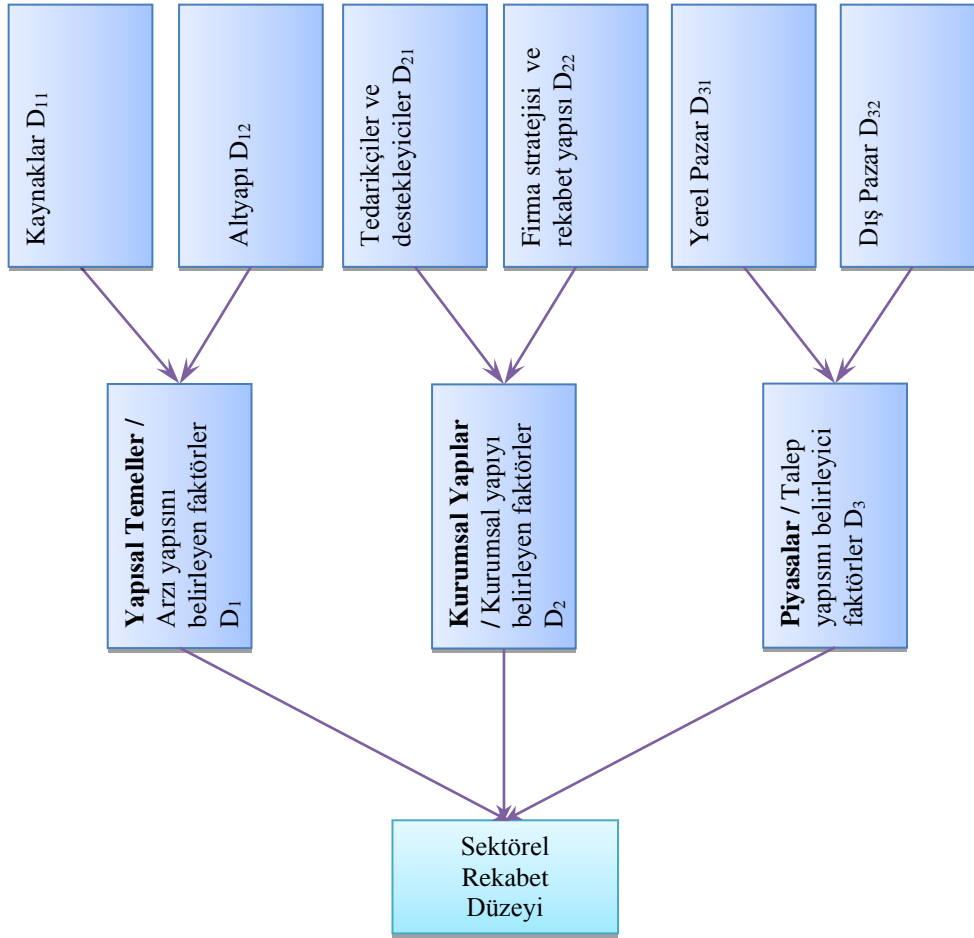 Kaynaklar D₁₁
Altyapı D₁₂
Tedarikçiler ve
destekleyiciler D₂₁
Firma stratejisi ve
rekabet yapısı D₂₂
Yerel Pazar D₃₁
Dış Pazar D₃₂
Yapısal Temeller /
Arzı yapısını
belirleyen faktörler
D₁
Kurumsal Yapılar
/ Kurumsal yapıyı
belirleyen faktörler
D₂
Piyasalar / Talep
yapısını belirleyici
faktörler D₃
Sektörel
Rekabet
Düzeyi